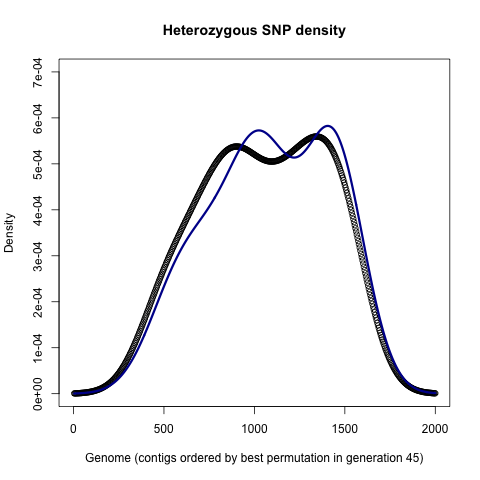 Heterozygous SNP density
Density
7e-04
6e-04
5e-04
4e-04
3e-04
2e-04
1e-04
0e+00
0 500 1000 1500 2000
Genome (contigs ordered by best permutation in generation 45)